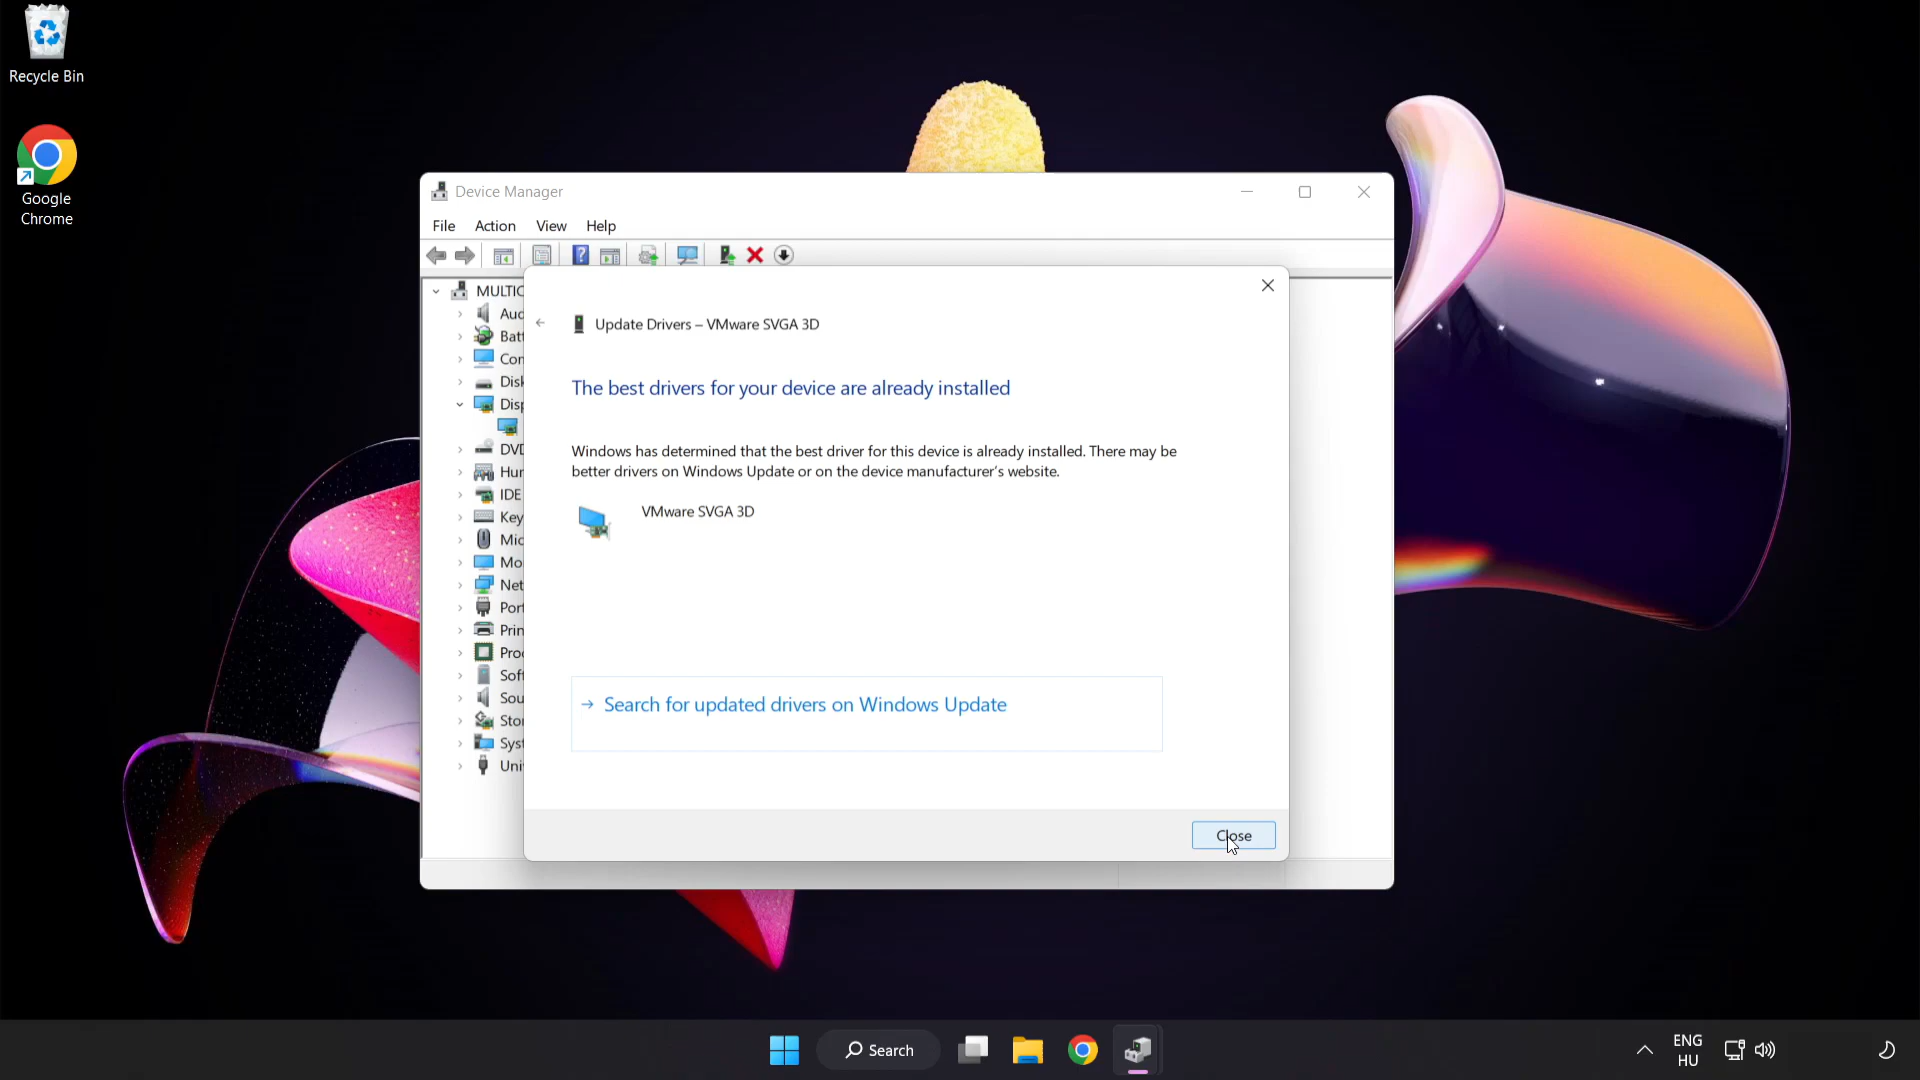 Recycle Bin
Google
Chrome
Device Manager
File Action View Help
Update Drivers – VMware SVGA 3D
The best drivers for your device are already installed
Windows has determined that the best driver for this device is already installed. There may be
better drivers on Windows Update or on the device manufacturer's website.
VMware SVGA 3D
Search for updated drivers on Windows Update
Close
MULTIC
Aud
Batt
Con
Disk
Disp
DVD
Hur
IDE
Key
Mic
Mo
Net
Port
Prin
Pro
Soft
Sou
Stor
Syst
Uni
Search
ENG
HU